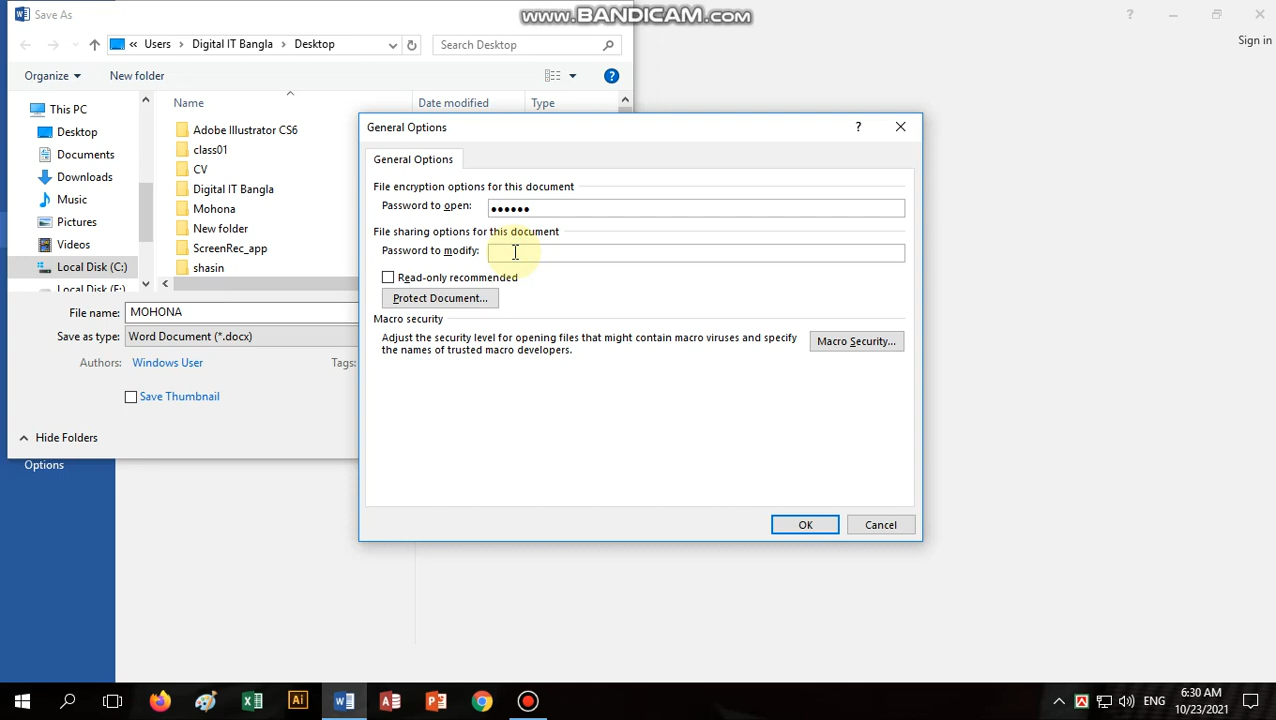 Save As
www.BANDICAM.com
Sign in
« Users > Digital IT Bangla > Desktop
Search Desktop
Organize
New folder
This PC
Desktop
Documents
Downloads
Music
Pictures
Videos
Local Disk (C:)
Local Disk (E:)
Name
Date modified
Type
Adobe Illustrator CS6
class01
CV
Digital IT Bangla
Mohona
New folder
ScreenRec_app
shasin
File name: MOHONA
Save as type: Word Document (*.docx)
Authors: Windows User
Tags:
Save Thumbnail
Hide Folders
Options
General Options
General Options
File encryption options for this document
Password to open: ••••••
File sharing options for this document
Password to modify:
Read-only recommended
Protect Document...
Macro security
Adjust the security level for opening files that might contain macro viruses and specify
the names of trusted macro developers.
Macro Security...
OK
Cancel
ENG
6:30 AM
10/23/2021